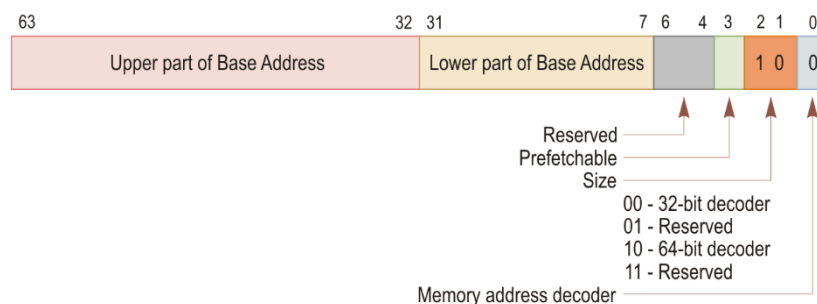 63 32 31 7 6 4 3 2 1 0
Upper part of Base Address Lower part of Base Address 1 0 0
Reserved
Prefetchable
Size
00 - 32-bit decoder
01 - Reserved
10 - 64-bit decoder
11 - Reserved
Memory address decoder